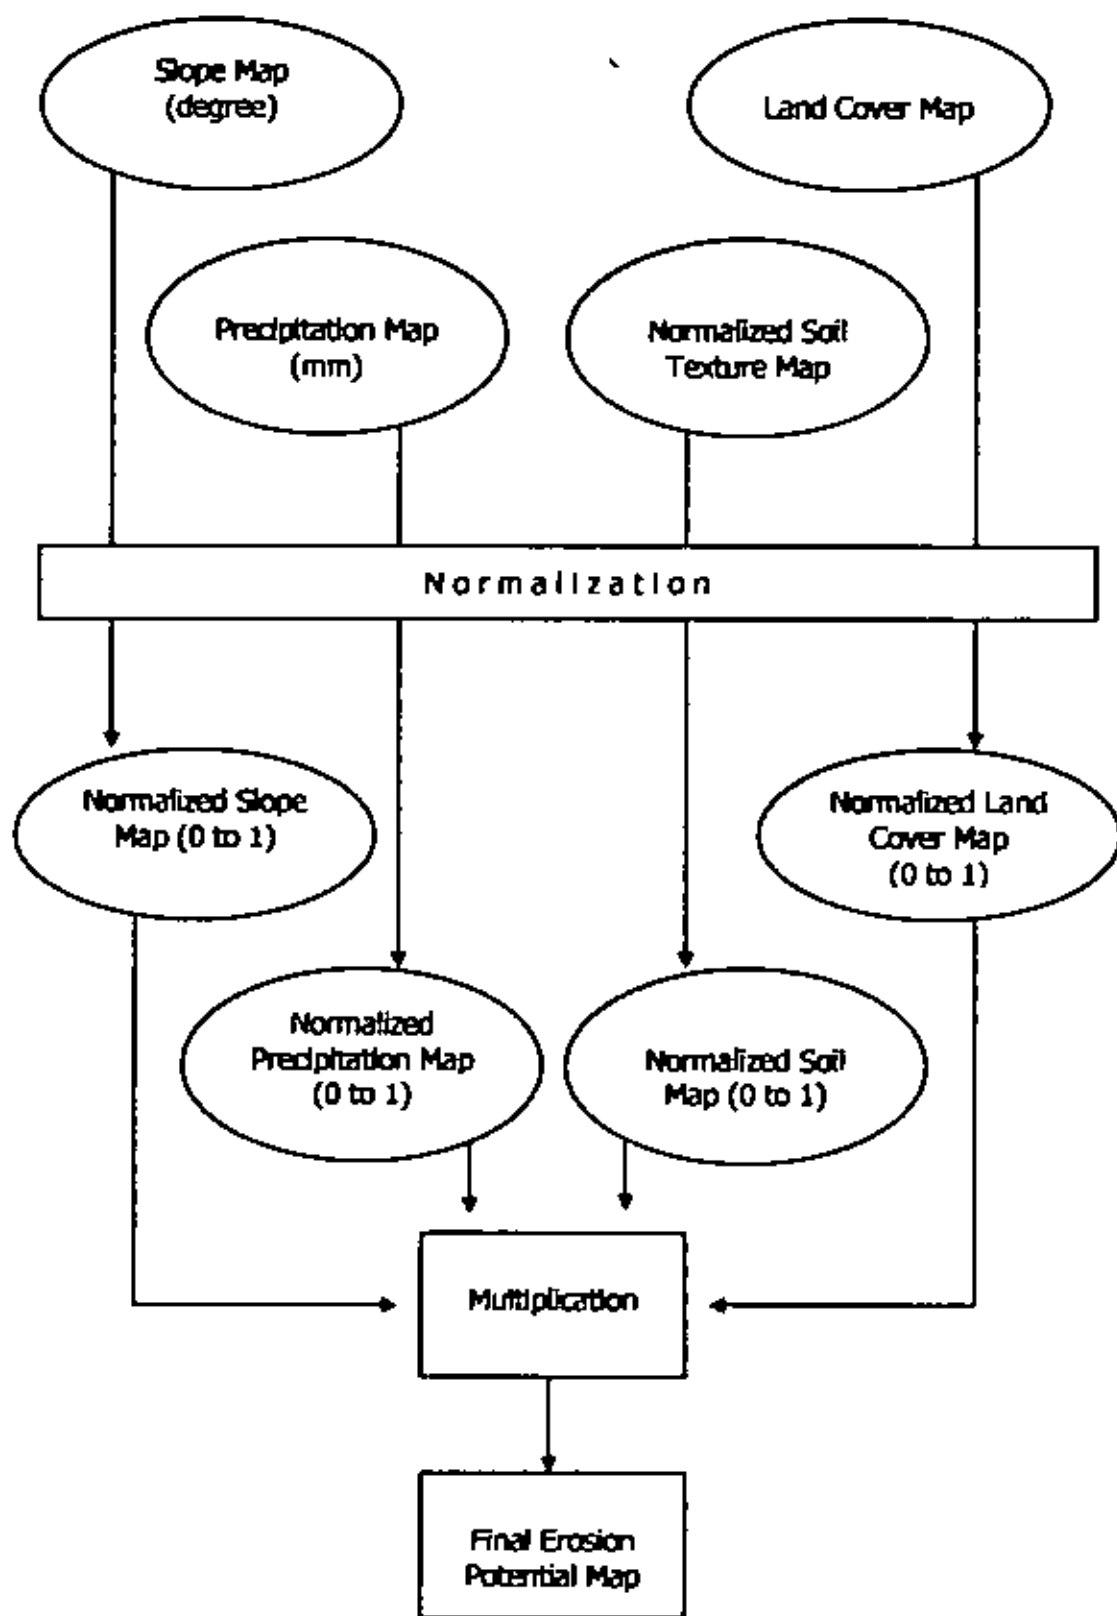 Slope Map
(degree)
Land Cover Map
Precipitation Map
(mm)
Normalized Soil
Texture Map
Normalization
Normalized Slope
Map (0 to 1)
Normalized Land
Cover Map
(0 to 1)
Normalized
Precipitation Map
(0 to 1)
Normalized Soil
Map (0 to 1)
Multiplication
Final Erosion
Potential Map